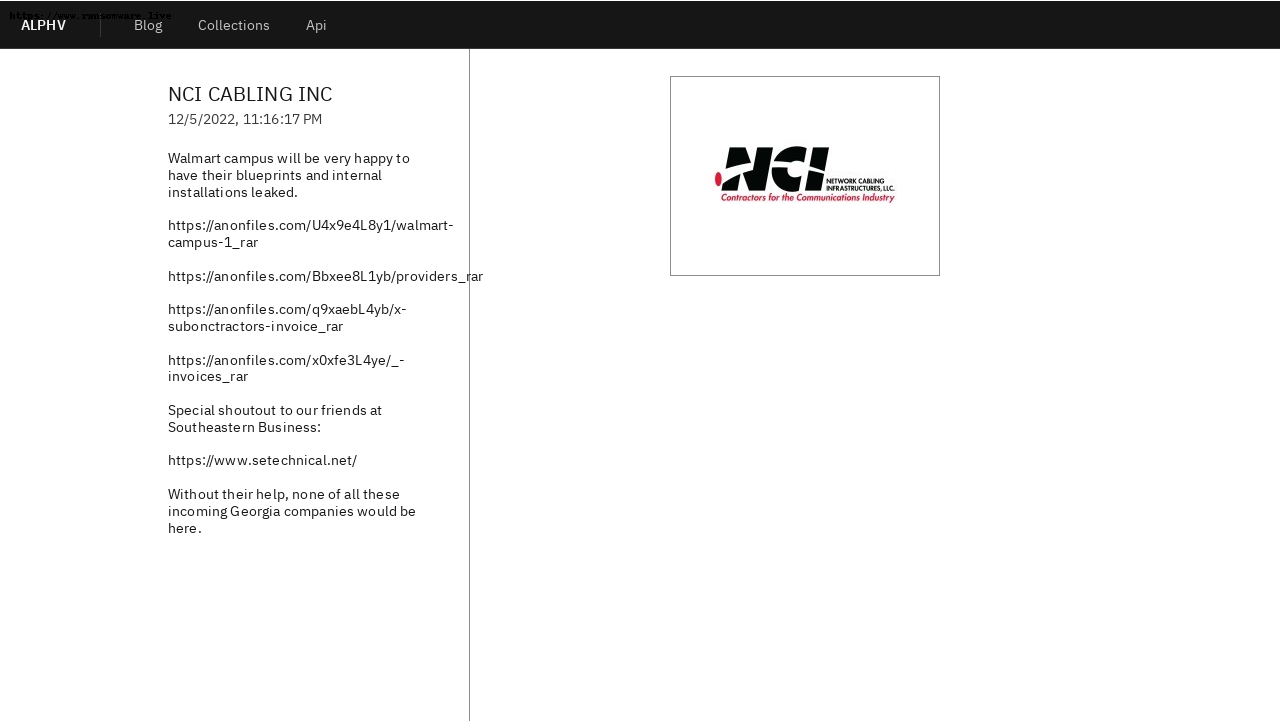 https://www.ransomware.live
ALPHV
Blog
Collections
Api
NCI CABLING INC
12/5/2022, 11:16:17 PM
Walmart campus will be very happy to
have their blueprints and internal
installations leaked.
https://anonfiles.com/U4x9e4L8y1/walmart-
campus-1_rar
https://anonfiles.com/Bbxee8L1yb/providers_rar
https://anonfiles.com/q9xaebL4yb/x-
subonctractors-invoice_rar
https://anonfiles.com/x0xfe3L4ye/_-
invoices_rar
Special shoutout to our friends at
Southeastern Business:
https://www.setechnical.net/
Without their help, none of all these
incoming Georgia companies would be
here.
NCI
NETWORK CABLING
INFRASTRUCTURES, LLC.
Contractors for the Communications Industry